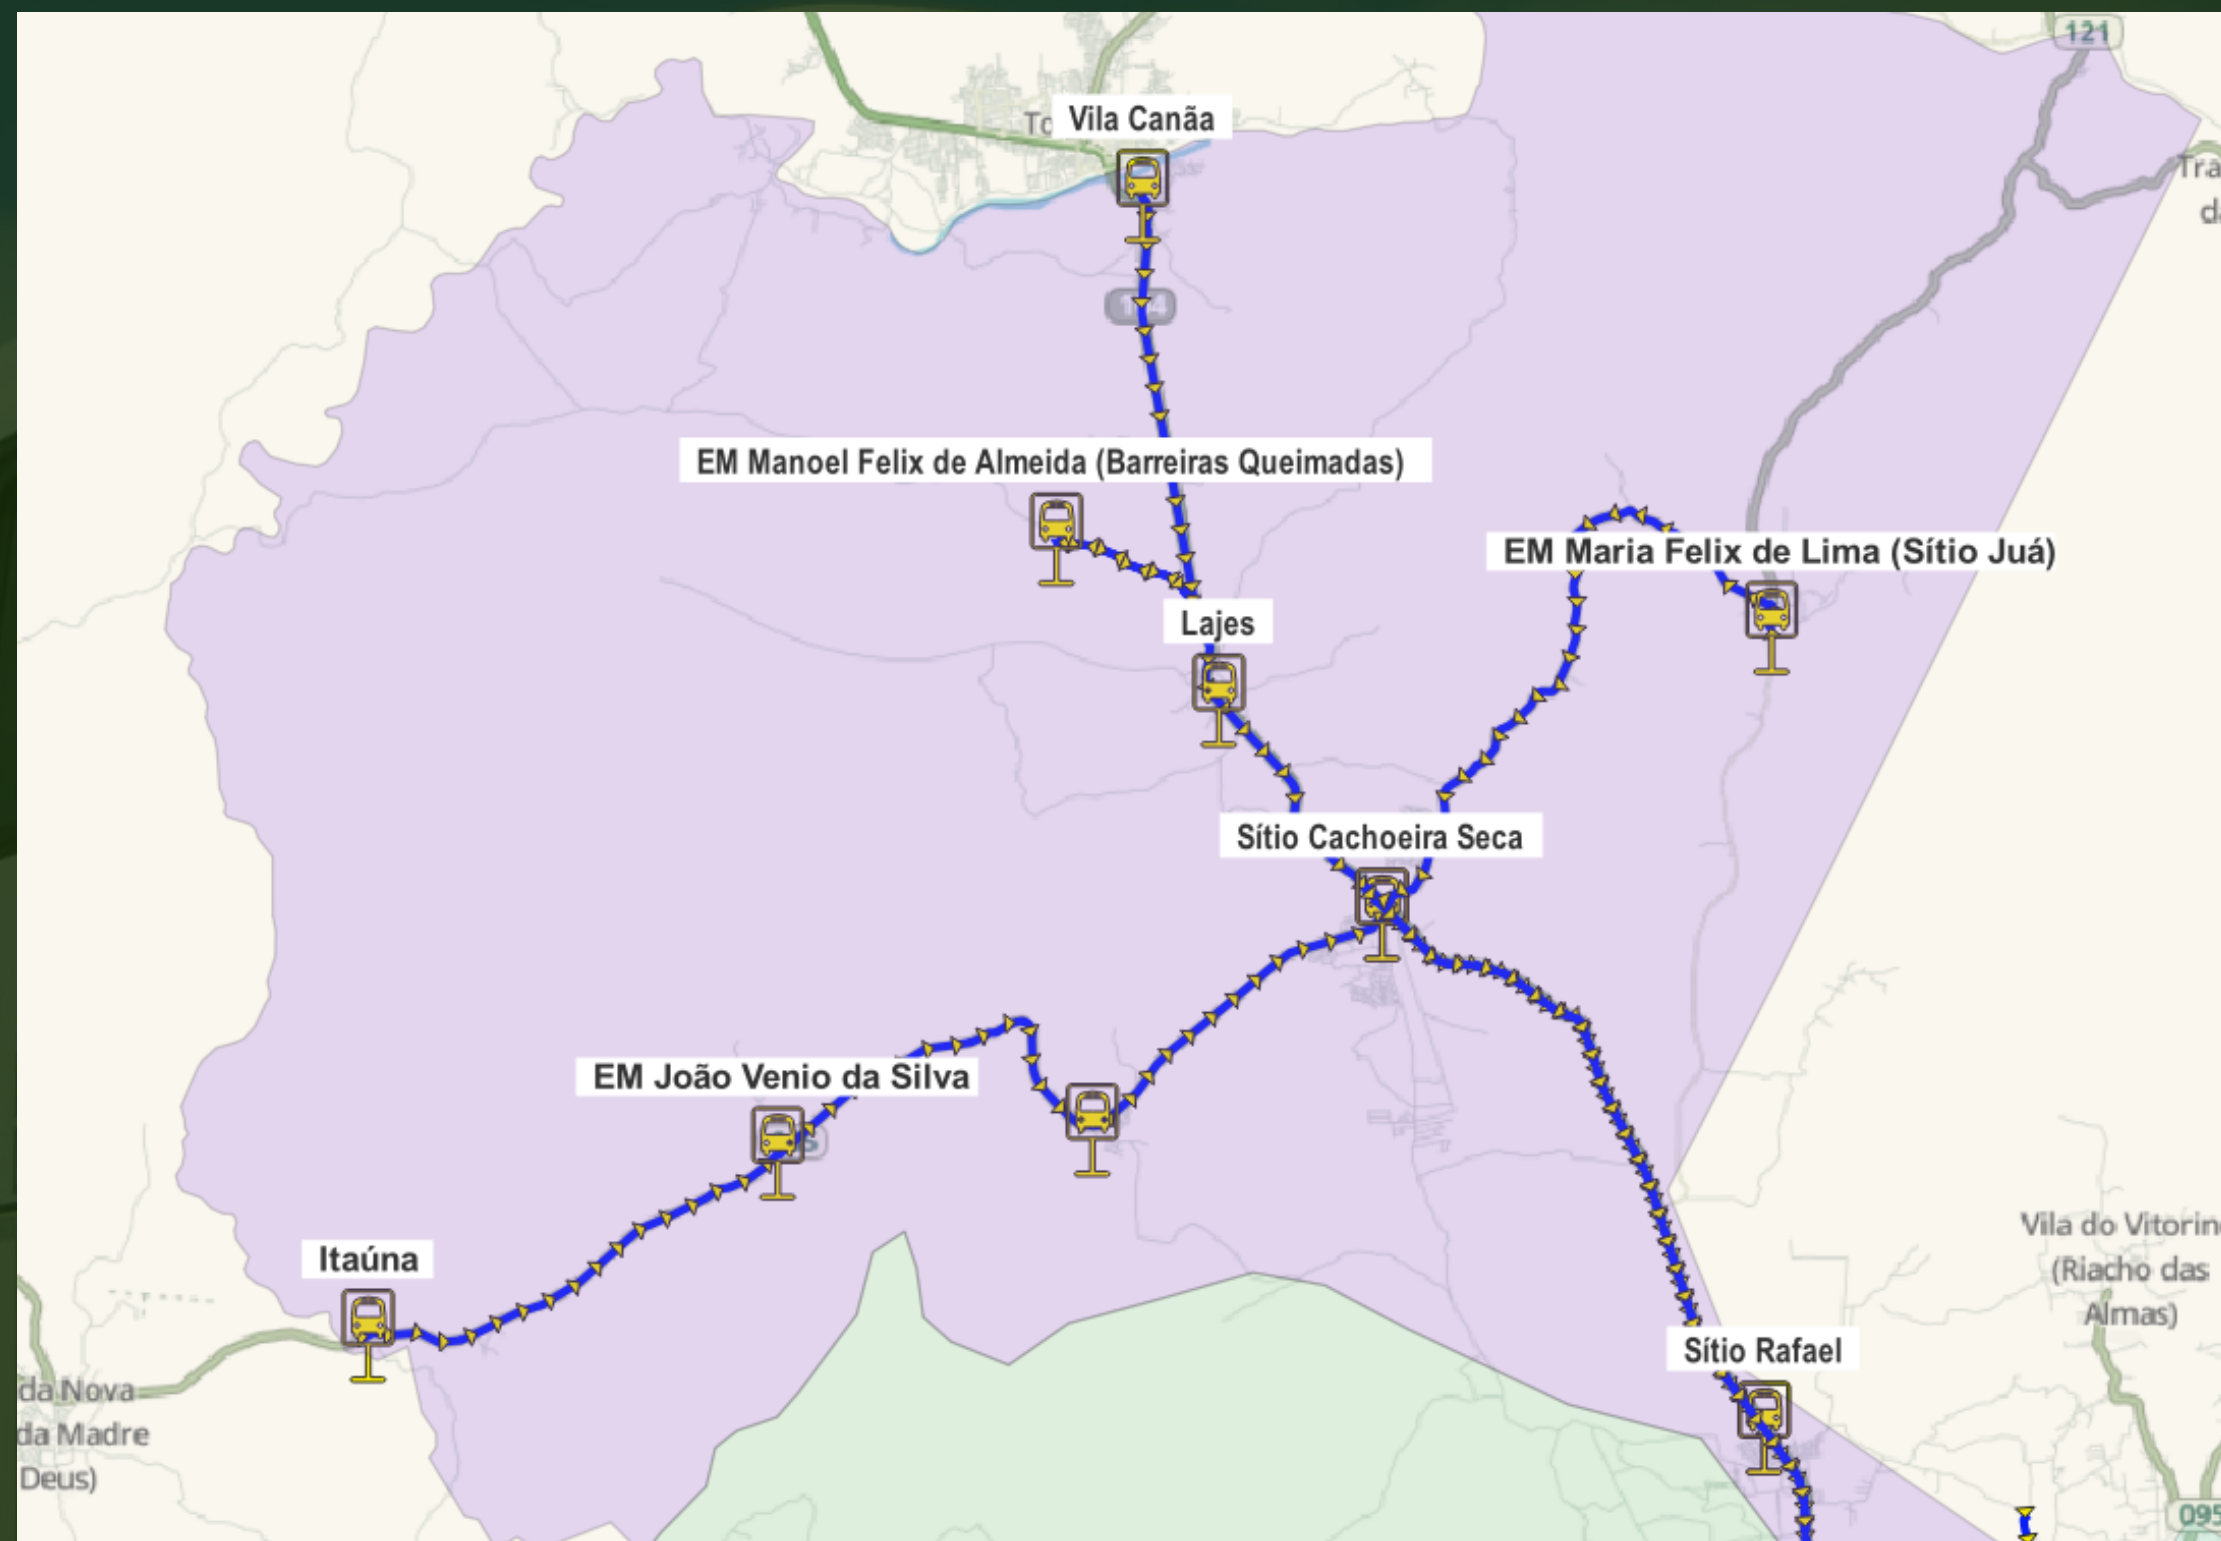 121
Vila Canãa
EM Manoel Felix de Almeida (Barreiras Queimadas)
EM Maria Felix de Lima (Sítio Juá)
Lajes
Sítio Cachoeira Seca
EM João Venio da Silva
Itaúna
Vila do Vitorin
(Riacho das
Almas)
Sítio Rafael
da Nova
da Madre
Deus)
095